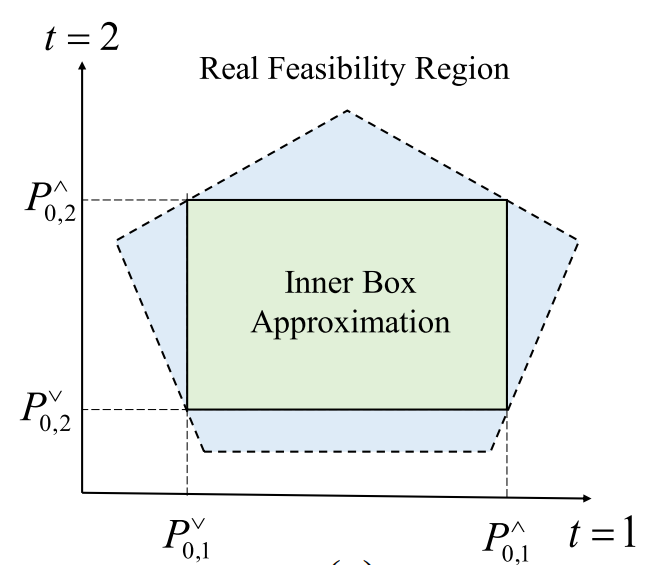 t = 2
Real Feasibility Region
P^∧_{0,2}
Inner Box
Approximation
P^∨_{0,2}
P^∨_{0,1}
P^∧_{0,1}
t = 1